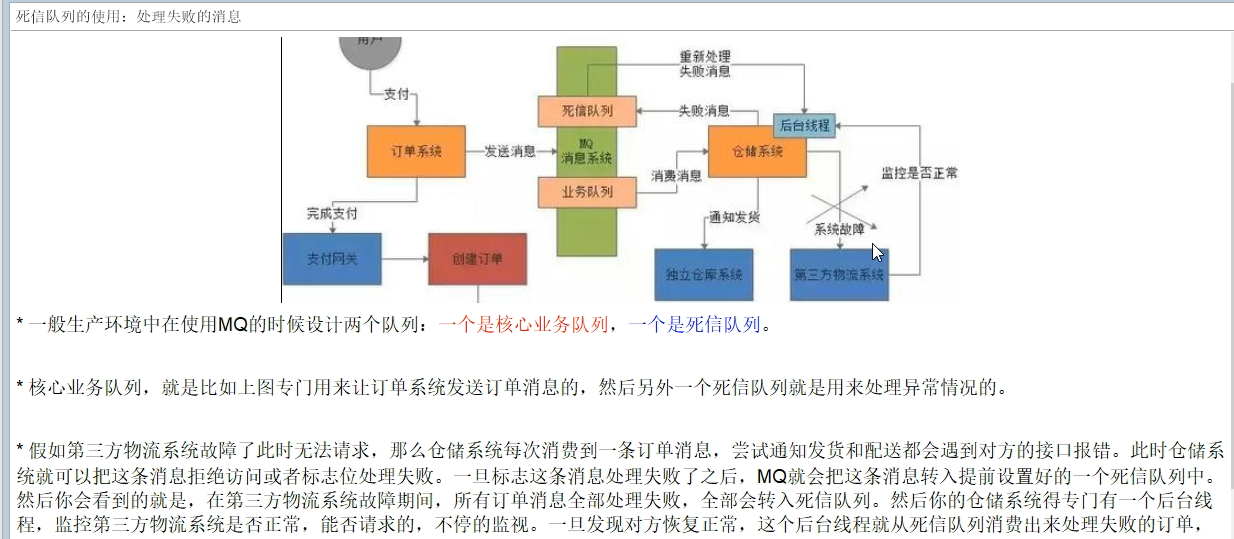 死信队列的使用：处理失败的消息
用户
重新处理
失败消息
支付
死信队列
失败消息
后台线程
订单系统
发送消息
MQ
消息系统
仓储系统
消费消息
监控是否正常
业务队列
完成支付
通知发货
系统故障
支付网关
创建订单
独立仓库系统
第三方物流系统
* 一般生产环境中在使用MQ的时候设计两个队列：一个是核心业务队列，一个是死信队列。
* 核心业务队列，就是比如上图专门用来让订单系统发送订单消息的，然后另外一个死信队列就是用来处理异常情况的。
* 假如第三方物流系统故障了此时无法请求，那么仓储系统每次消费到一条订单消息，尝试通知发货和配送都会遇到对方的接口报错。此时仓储系
统就可以把这条消息拒绝访问或者标志位处理失败。一旦标志这条消息处理失败了之后，MQ就会把这条消息转入提前设置好的一个死信队列中。
然后你会看到的就是，在第三方物流系统故障期间，所有订单消息全部处理失败，全部会转入死信队列。然后你的仓储系统得专门有一个后台线
程，监控第三方物流系统是否正常，能否请求的，不停的监视。一旦发现对方恢复正常，这个后台线程就从死信队列消费出来处理失败的订单，